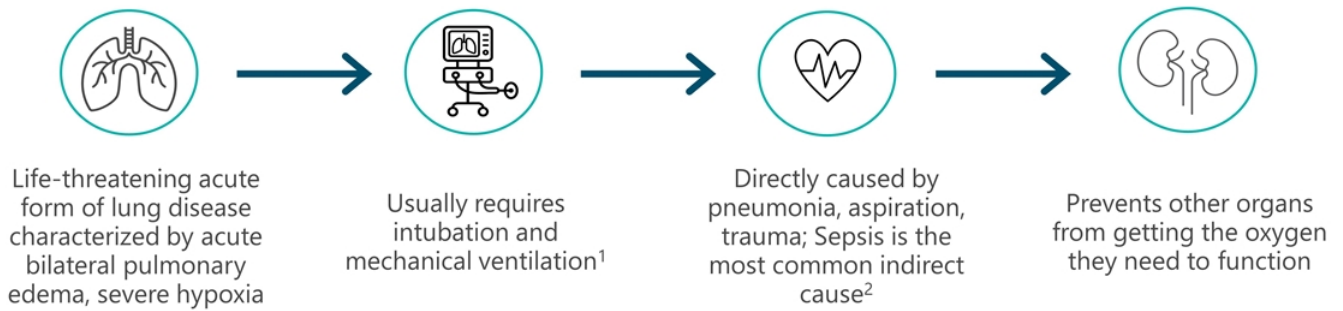 Life-threatening acute
form of lung disease
characterized by acute
bilateral pulmonary
edema, severe hypoxia
Usually requires
intubation and
mechanical ventilation¹
Directly caused by
pneumonia, aspiration,
trauma; Sepsis is the
most common indirect
cause²
Prevents other organs
from getting the oxygen
they need to function